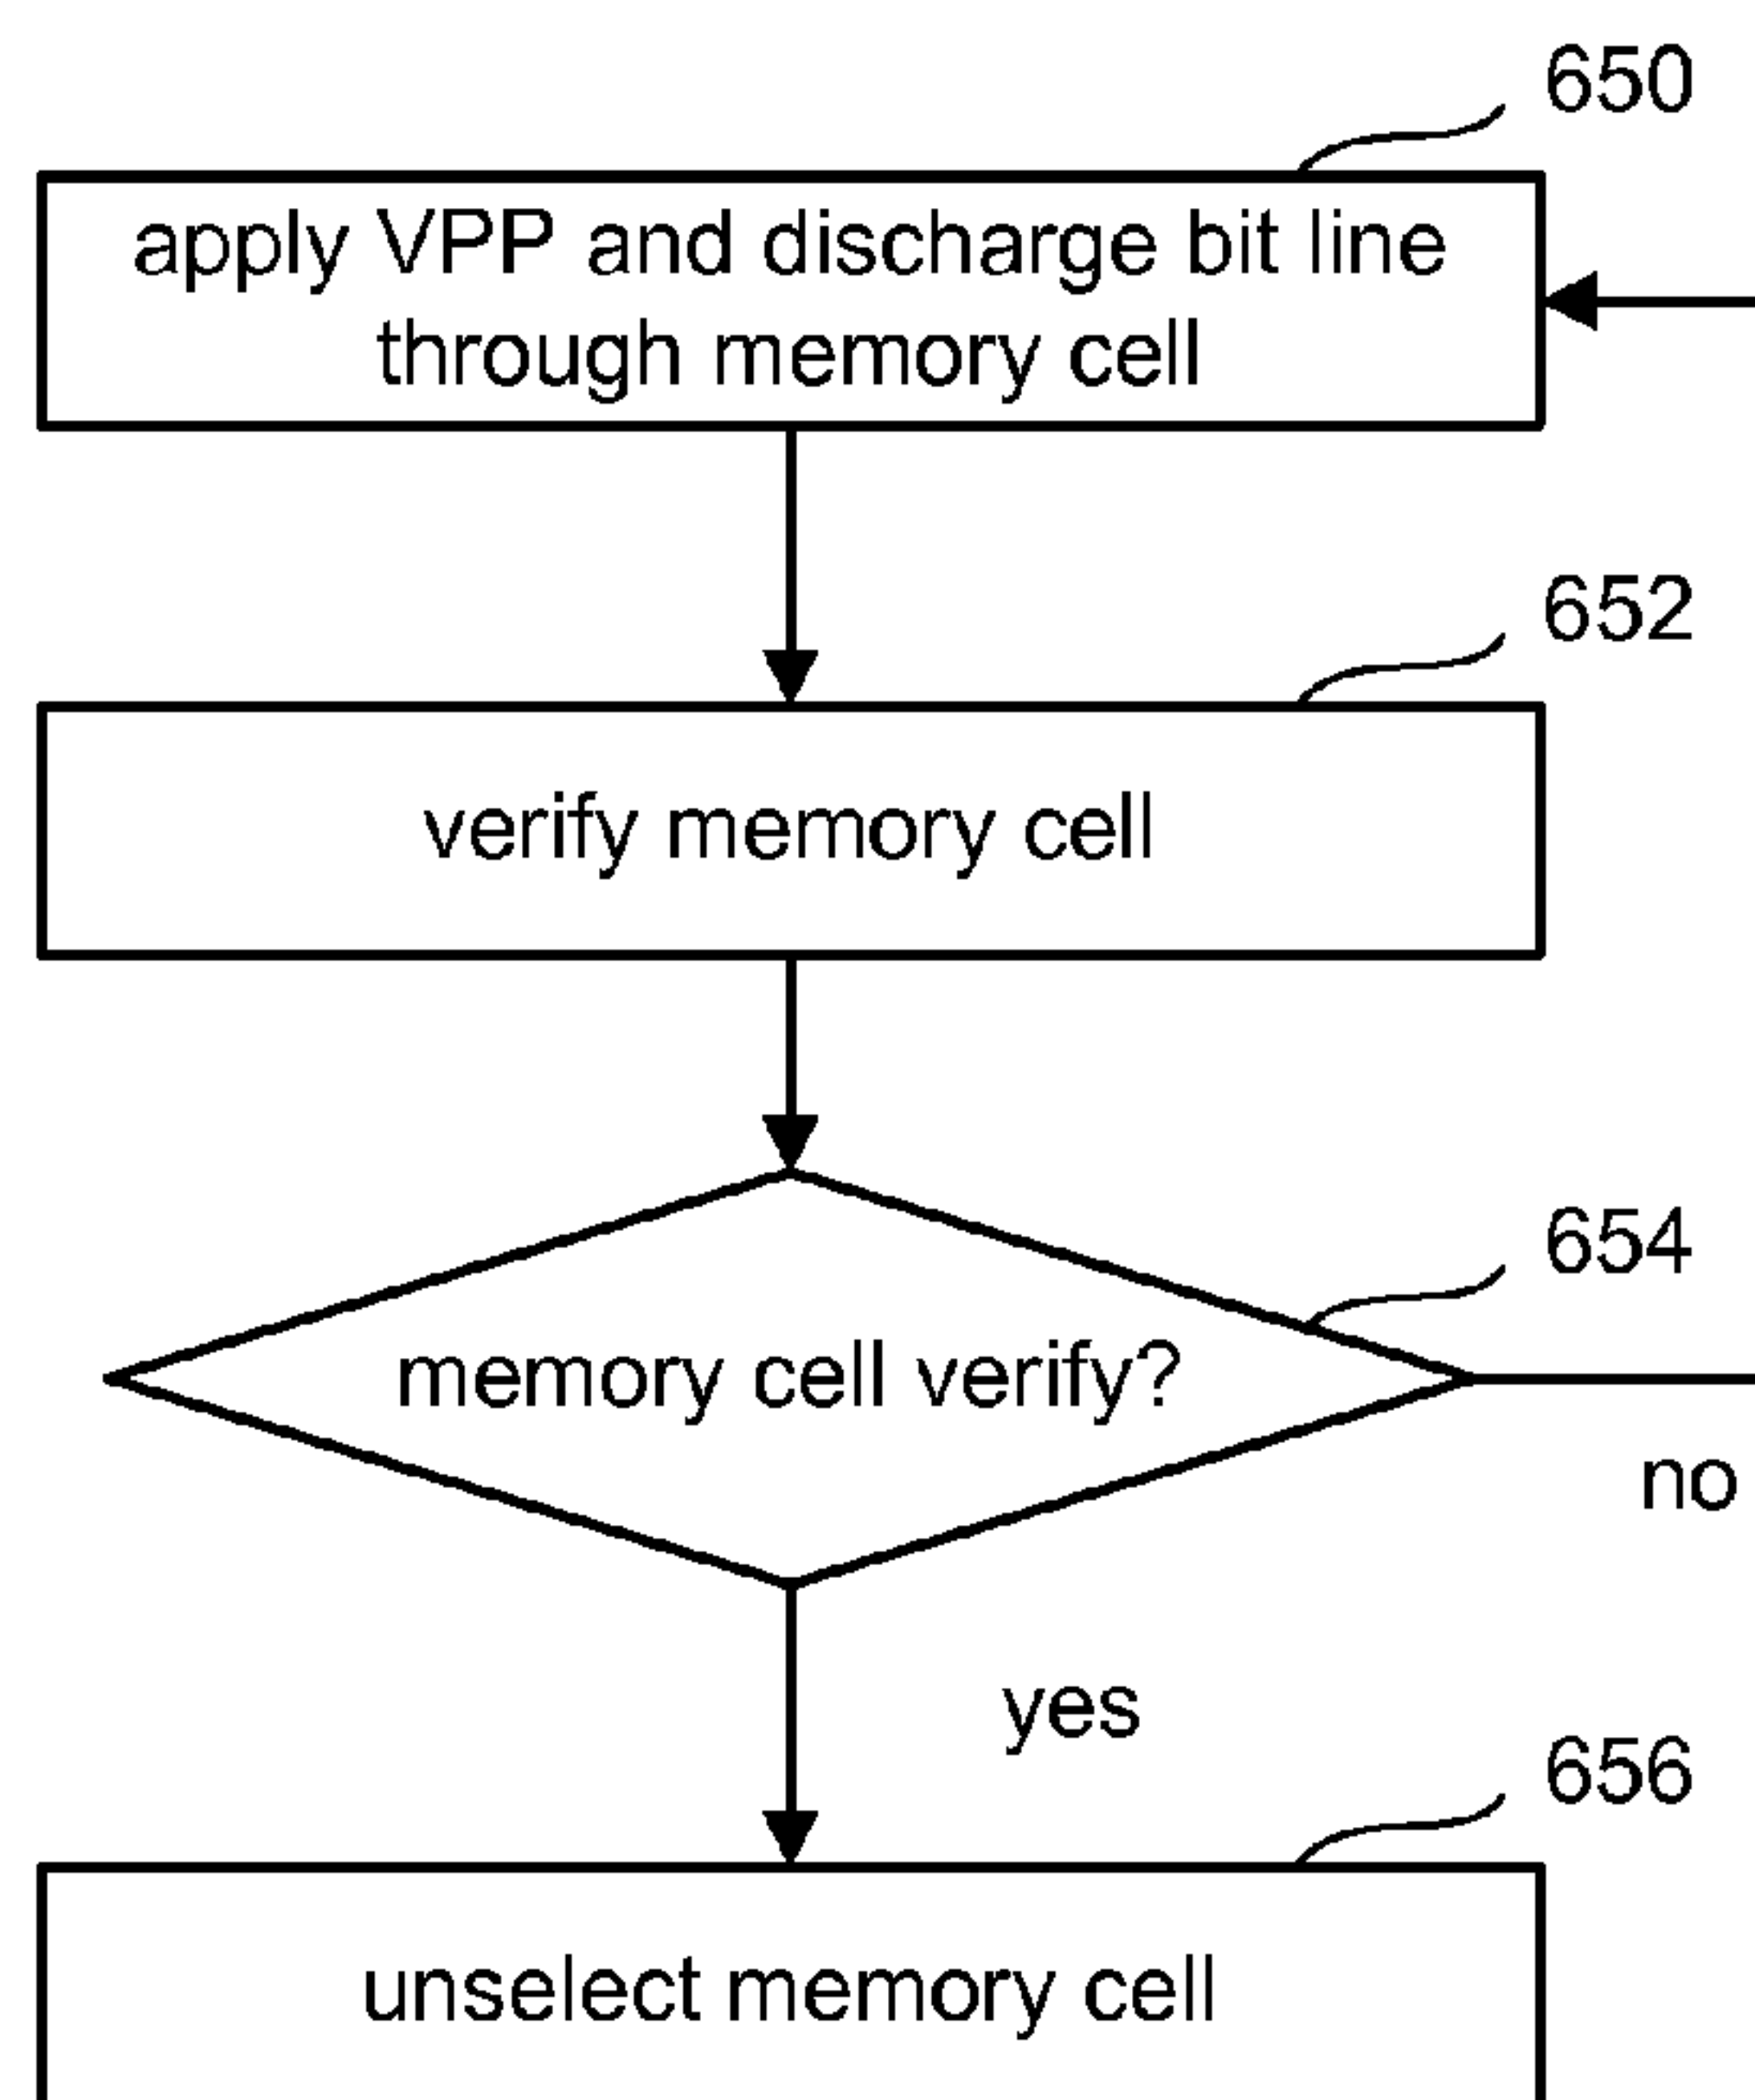 650
apply VPP and discharge bit line
through memory cell
652
verify memory cell
654
memory cell verify?
no
yes
656
unselect memory cell